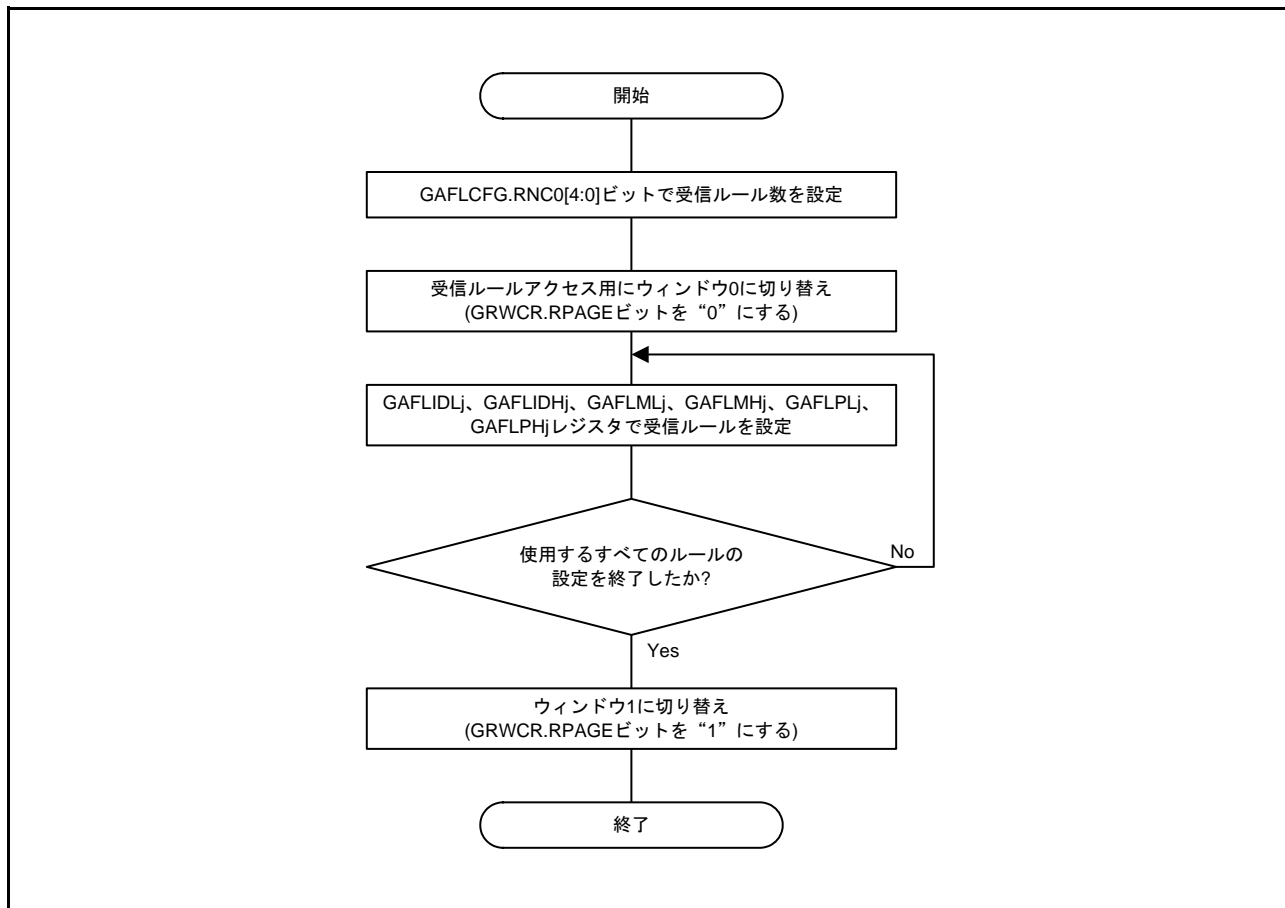 開始
GAFLCFG.RNC0[4:0]ビットで受信ルール数を設定
受信ルールアクセス用にウィンドウ0に切り替え
(GRWCR.RPAGEビットを“0”にする)
GAFLIDLj、GAFLIDHj、GAFLMLj、GAFLMHj、GAFLPLj、
GAFLPHjレジスタで受信ルールを設定
使用するすべてのルールの
設定を終了したか?
No
Yes
ウィンドウ1に切り替え
(GRWCR.RPAGEビットを“1”にする)
終了